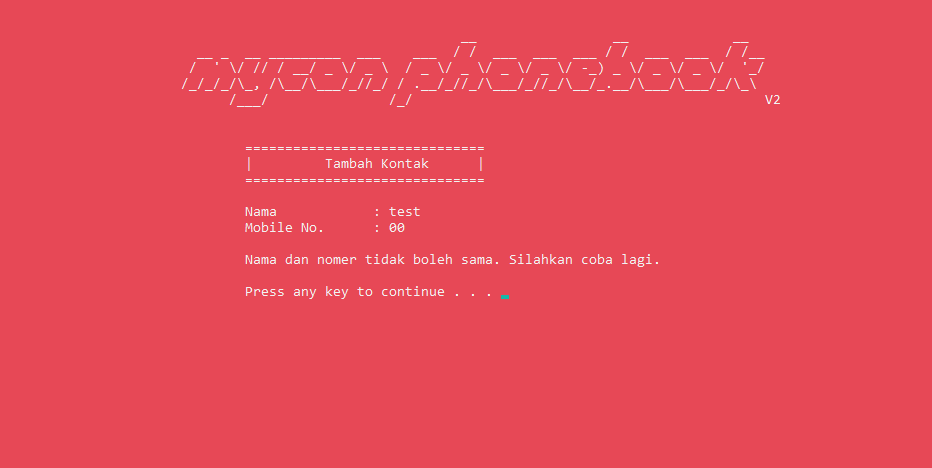 V2
==============================
|         Tambah Kontak      |
==============================
Nama            : test
Mobile No.      : 00
Nama dan nomer tidak boleh sama. Silahkan coba lagi.
Press any key to continue . . .